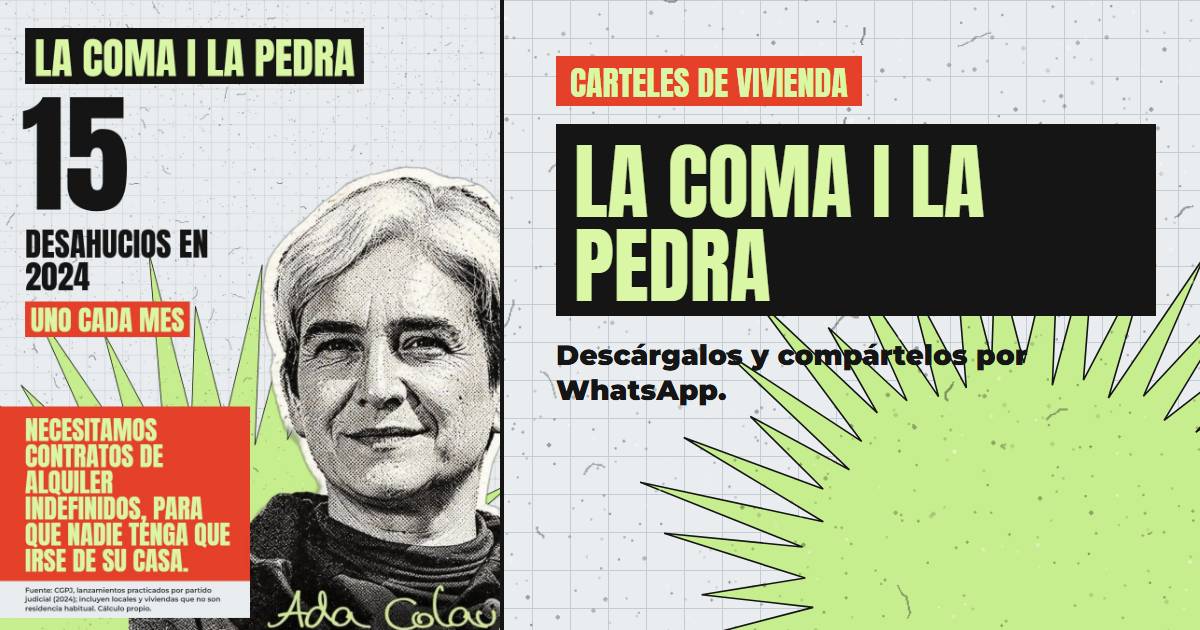 LA COMA I LA PEDRA
15
DESAHUCIOS EN
2024
UNO CADA MES
NECESITAMOS
CONTRATOS DE
ALQUILER
INDEFINIDOS, PARA
QUE NADIE TENGA QUE
IRSE DE SU CASA.
Fuente: CGPJ, lanzamientos practicados por partido
judicial (2024); incluyen locales y viviendas que no son
residencia habitual. Cálculo propio.
Ada Colau
CARTELES DE VIVIENDA
LA COMA I LA
PEDRA
Descárgalos y compártelos por
WhatsApp.